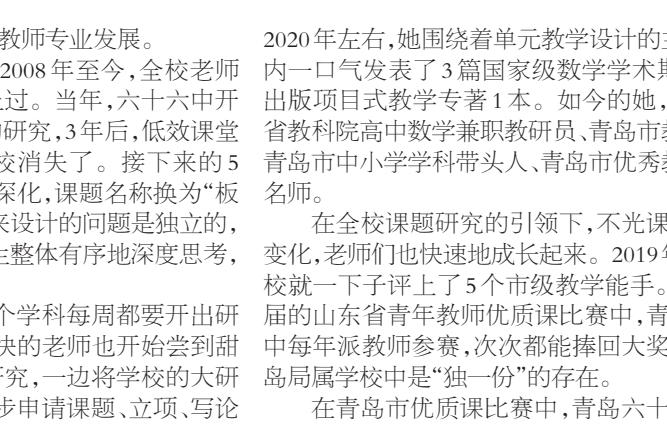 教师专业发展。
2008年至今,全校老师
过。当年,六十六中开
研究,3年后,低效课堂
校消失了。接下来的5
深化,课题名称换为“板
来设计的问题是独立的,
生整体有序地深度思考,
个学科每周都要开出研
快的老师也开始尝到甜
研究,一边将学校的大研
步申请课题、立项、写论
2020年左右,她围绕着单元教学设计的主
内一口气发表了3篇国家级数学学术期
出版项目式教学专著1本。如今的她,
省教科院高中数学兼职教研员、青岛市教
青岛市中小学学科带头人、青岛市优秀教
名师。
在全校课题研究的引领下,不光课
变化,老师们也快速地成长起来。2019年
校就一下子评上了5个市级教学能手。
届的山东省青年教师优质课比赛中,青
中每年派教师参赛,次次都能捧回大奖
岛局属学校中是“独一份”的存在。
在青岛市优质课比赛中,青岛六十